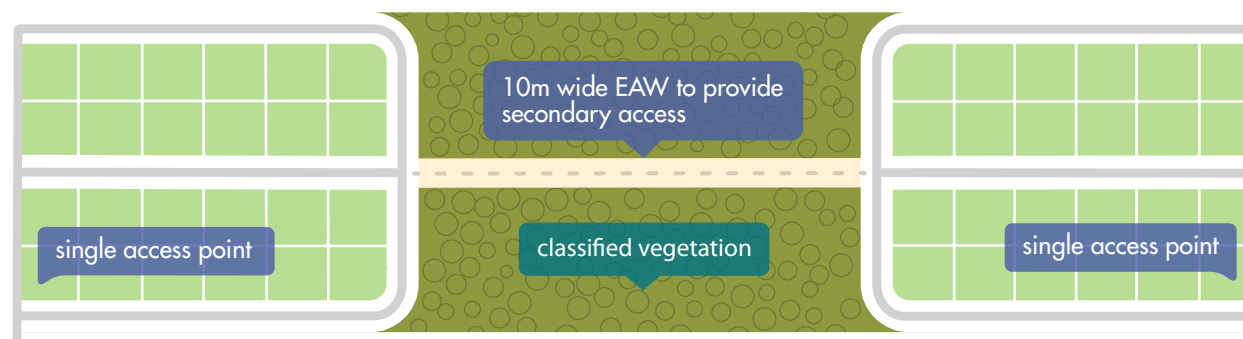 10m wide EAW to provide
secondary access
single access point
classified vegetation
single access point